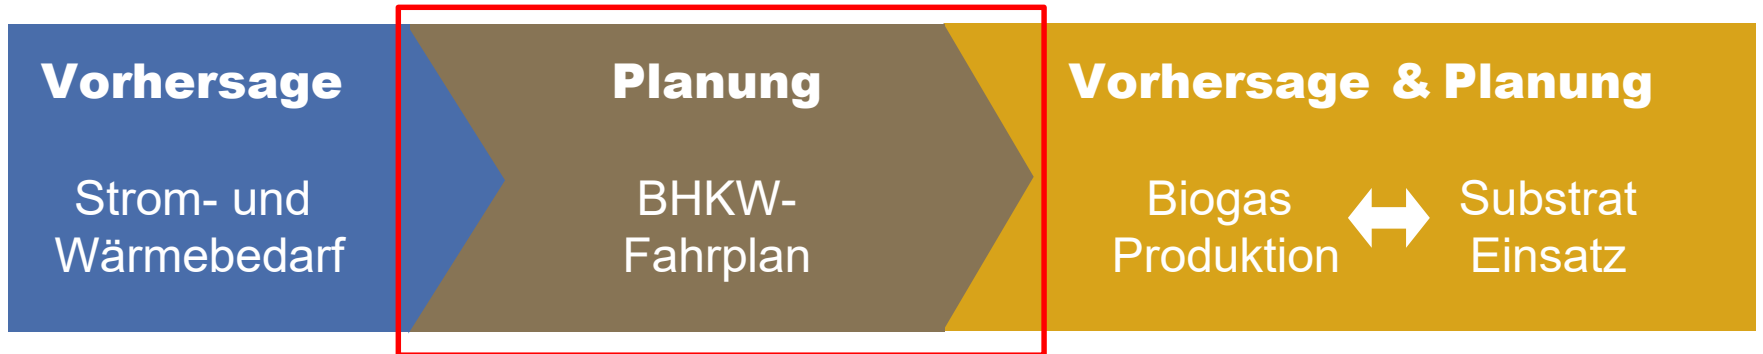 Vorhersage
Strom- und
Wärmebedarf
Planung
BHKW-
Fahrplan
Vorhersage & Planung
Biogas
Produktion
Substrat
Einsatz